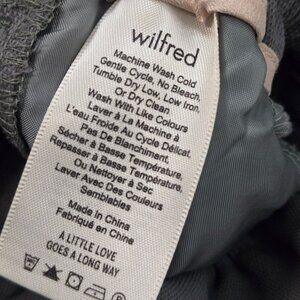 wilfred
Machine Wash Cold
Gentle Cycle, No Bleach,
Tumble Dry Low, Low Iron,
Or Dry Clean
Wash With Like Colours
Laver À La Machine à
L'eau Froide Au Cycle Délicat,
Pas De Blanchiment,
Sécher à Basse Température,
Repasser à Basse Température,
Ou Nettoyer à Sec
Laver Avec Des Couleurs
Semblables
Made in China
Fabriqué en China
A LITTLE LOVE
GOES A LONG WAY